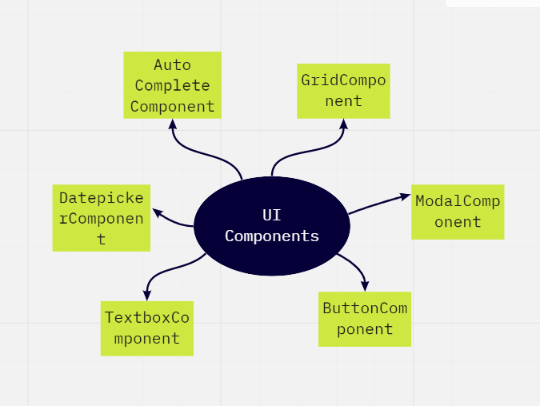 Auto
Complete
Component
GridCompo
nent
Datepicke
rComponen
t
UI
Components
ModalComp
onent
TextboxCo
mponent
ButtonCom
ponent